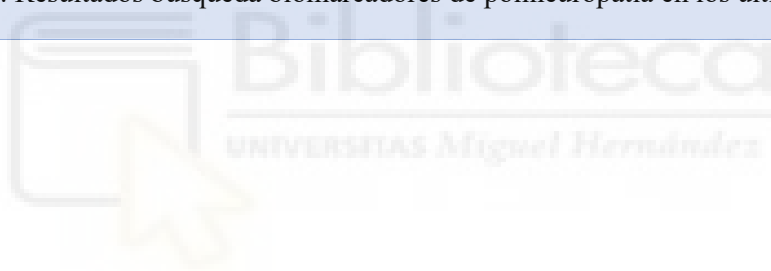 . Resultados búsqueda biomarcadores de polineuropatía en los últ
Biblioteca
UNIVERSITAS Miguel Hernández